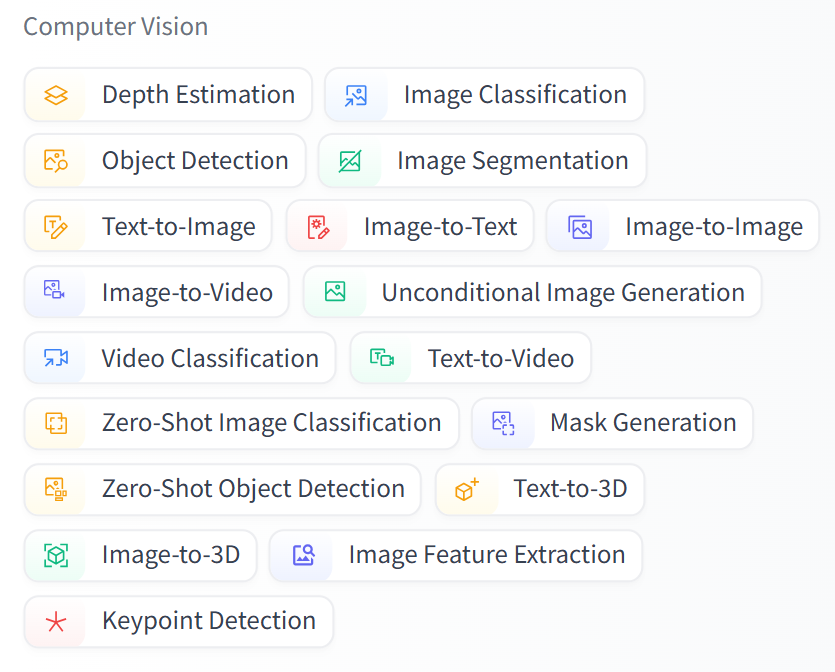 Computer Vision
Depth Estimation Image Classification
Object Detection Image Segmentation
Text-to-Image Image-to-Text Image-to-Image
Image-to-Video Unconditional Image Generation
Video Classification Text-to-Video
Zero-Shot Image Classification Mask Generation
Zero-Shot Object Detection Text-to-3D
Image-to-3D Image Feature Extraction
Keypoint Detection